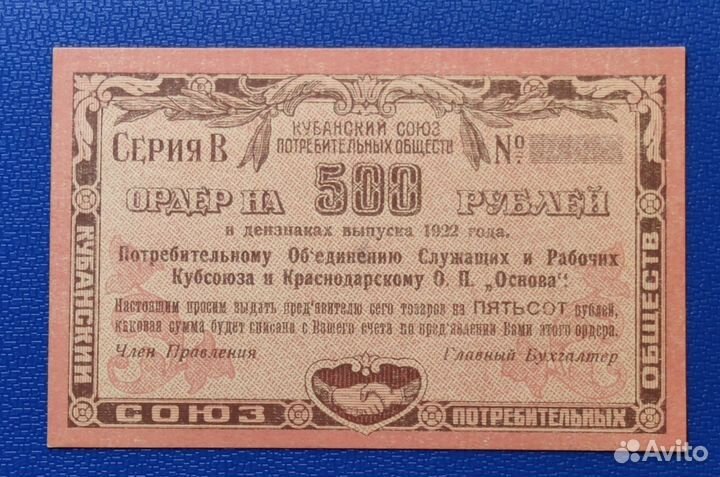 КУБАНСКИЙ СОЮЗ
ПОТРЕБИТЕЛЬНЫХ ОБЩЕСТВ
СЕРИЯ В
№
ОРДЕР НА 500 РУБЛЕЙ
в дензнаках выпуска 1922 года.
Потребительному Об'единению Служащих и Рабочих
Кубсоюза и Краснодарскому О. П. „Основа":
Настоящим просим выдать пред'явителю сего товаров на ПЯТЬСОТ рублей,
каковая сумма будет списана с Вашего счета по пред'явлении Вами этого ордера.
Член Правления
Главный Бухгалтер
КУБАНСКИЙ
СОЮЗ
ПОТРЕБИТЕЛЬНЫХ
ОБЩЕСТВ
Avito